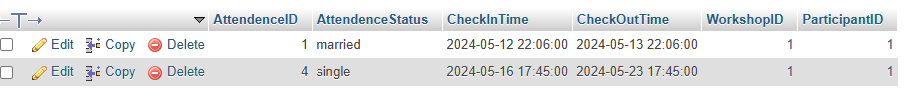 AttendenceID AttendenceStatus CheckInTime CheckOutTime WorkshopID ParticipantID
Edit Copy Delete 1 married 2024-05-12 22:06:00 2024-05-13 22:06:00 1 1
Edit Copy Delete 4 single 2024-05-16 17:45:00 2024-05-23 17:45:00 1 1